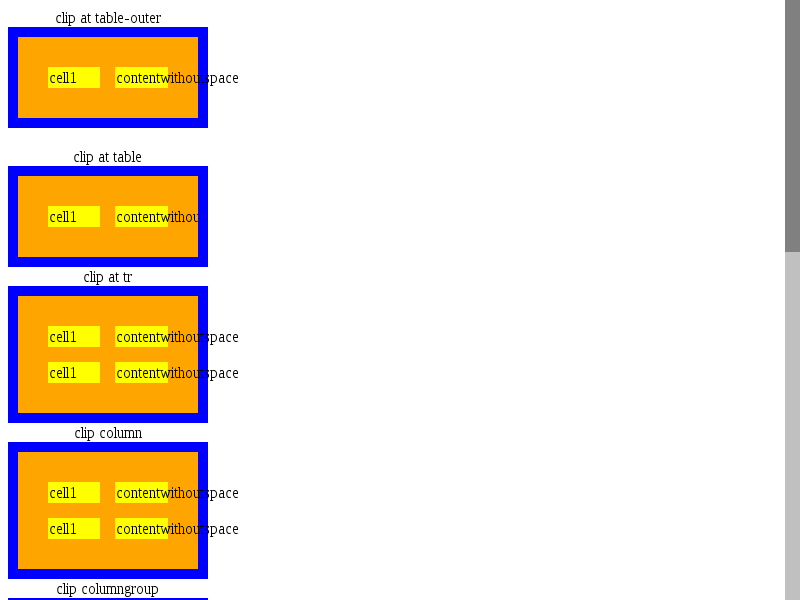 clip at table-outer
cell1 contentwithoutspace
clip at table
cell1 contentwithou
clip at tr
cell1 contentwithoutspace
cell1 contentwithoutspace
clip column
cell1 contentwithoutspace
cell1 contentwithoutspace
clip columngroup